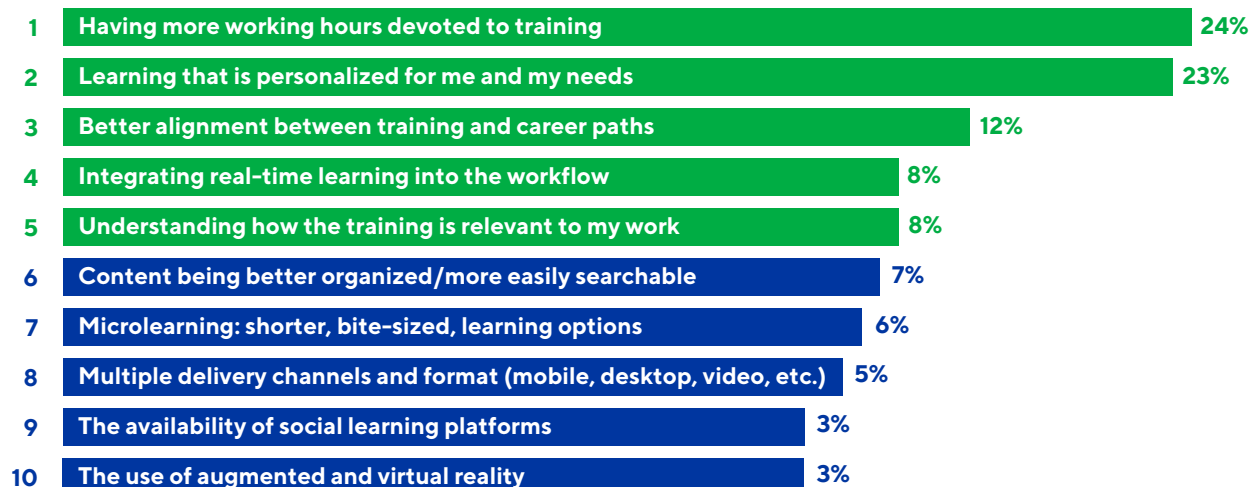 1 Having more working hours devoted to training 24%
2 Learning that is personalized for me and my needs 23%
3 Better alignment between training and career paths 12%
4 Integrating real-time learning into the workflow 8%
5 Understanding how the training is relevant to my work 8%
6 Content being better organized/more easily searchable 7%
7 Microlearning: shorter, bite-sized, learning options 6%
8 Multiple delivery channels and format (mobile, desktop, video, etc.) 5%
9 The availability of social learning platforms 3%
10 The use of augmented and virtual reality 3%